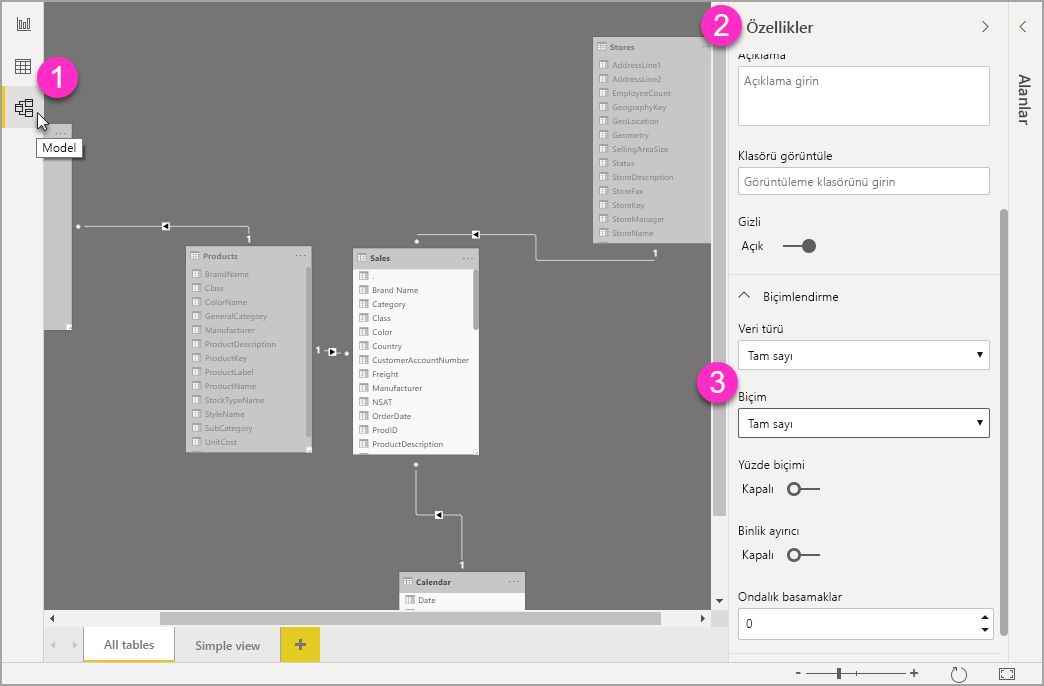 1
Model
...
Products
...
BrandName
Class
ColorName
GeneralCategory
Manufacturer
ProductDescription
ProductKey
ProductLabel
ProductName
StockTypeName
StyleName
SubCategory
UnitCost
1
1
Sales
...
.
Brand Name
Category
Class
Color
Country
CustomerAccountNumber
Freight
Manufacturer
NSAT
OrderDate
ProdID
ProductDescription
Stores
AddressLine1
AddressLine2
EmployeeCount
GeographyKey
GeoLocation
Geometry
SellingAreaSize
Status
StoreDescription
StoreFax
StoreKey
StoreManager
StoreName
1
1
Calendar
...
Date
All tables
Simple view
+
2
Özellikler
Açıklama
Açıklama girin
Klasörü görüntüle
Görüntüleme klasörünü girin
Gizli
Açık
Biçimlendirme
Veri türü
Tam sayı
3
Biçim
Tam sayı
Yüzde biçimi
Kapalı
Binlik ayırıcı
Kapalı
Ondalık basamaklar
0
Alanlar
- +